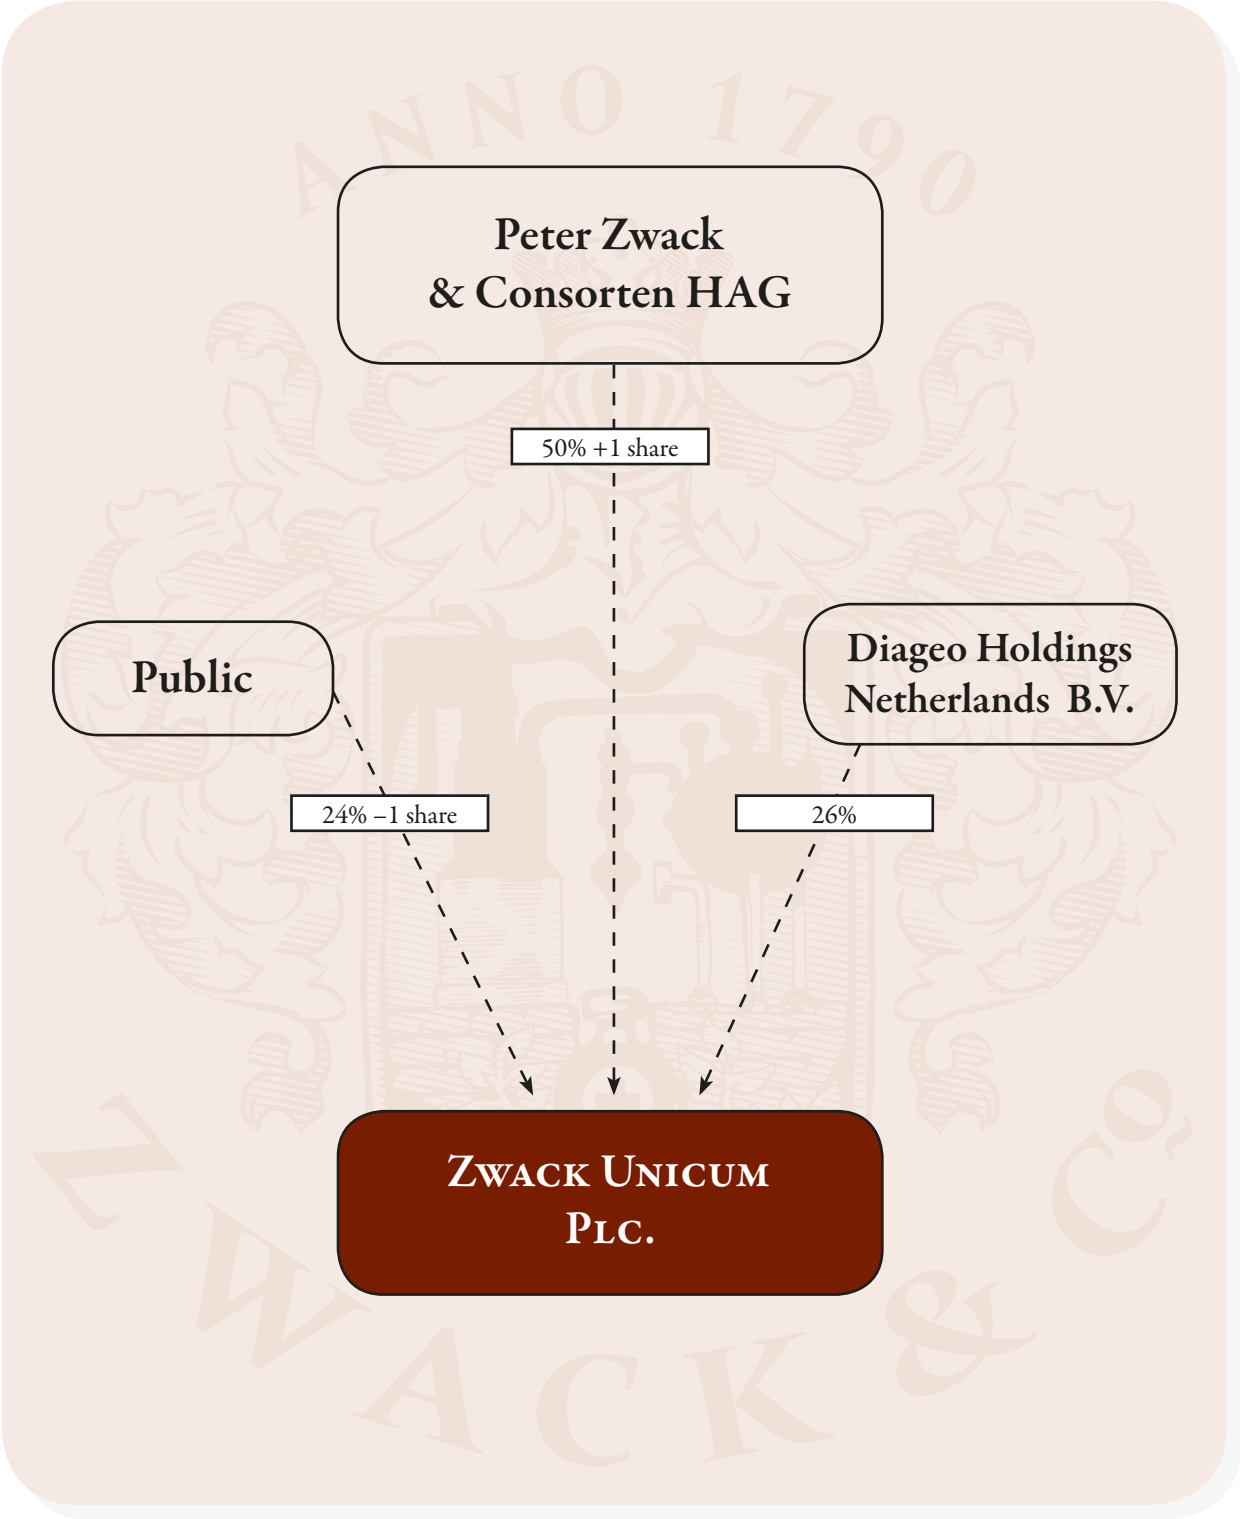 ANNO 1790
Peter Zwack
& Consorten HAG
50% +1 share
Public
Diageo Holdings
Netherlands B.V.
24% –1 share
26%
Zwack Unicum
Plc.
ZWACK & Co